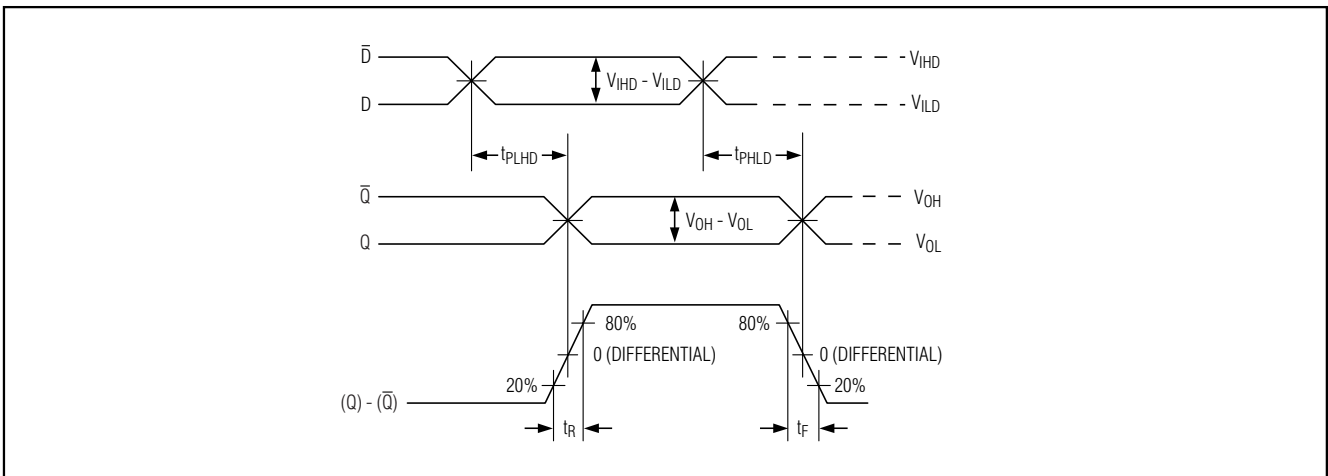 D̅
V_IHD
V_IHD - V_ILD
D
V_ILD
t_PLHD
t_PHLD
Q̅
V_OH
V_OH - V_OL
Q
V_OL
80%
80%
0 (DIFFERENTIAL)
0 (DIFFERENTIAL)
20%
20%
(Q) - (Q̅)
t_R
t_F